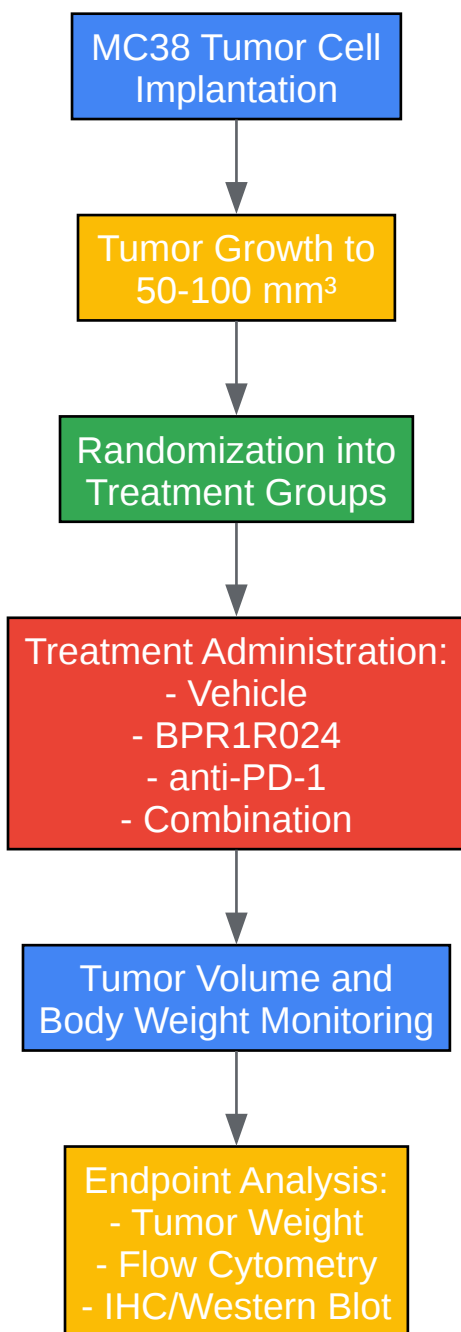 MC38 Tumor Cell
Implantation
Tumor Growth to
50-100 mm³
Randomization into
Treatment Groups
Treatment Administration:
- Vehicle
- BPR1R024
- anti-PD-1
- Combination
Tumor Volume and
Body Weight Monitoring
Endpoint Analysis:
- Tumor Weight
- Flow Cytometry
- IHC/Western Blot